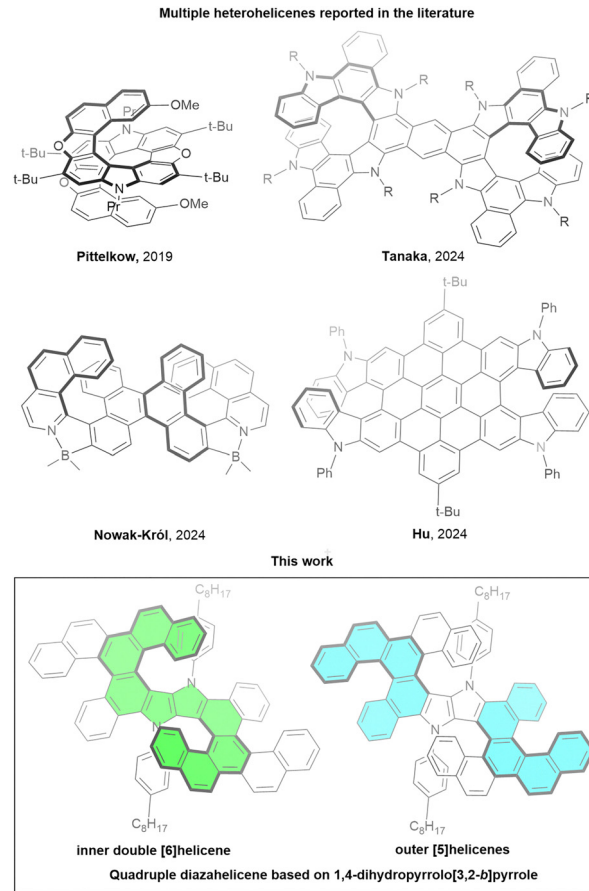 Multiple heterohelicenes reported in the literature
Pr
OMe
N
t-Bu
O
t-Bu
O
t-Bu
t-Bu
O
N
Pr
OMe
Pittelkow, 2019
R
R
N
N
R
R
N
N
R
N
N
R
N
R
N
R
Tanaka, 2024
N
B
N
B
Nowak-Król, 2024
t-Bu
Ph
N
Ph
N
N
Ph
N
Ph
t-Bu
Hu, 2024
This work
C8H17
N
N
C8H17
inner double [6]helicene
C8H17
N
N
C8H17
outer [5]helicenes
Quadruple diazahelicene based on 1,4-dihydropyrrolo[3,2-b]pyrrole